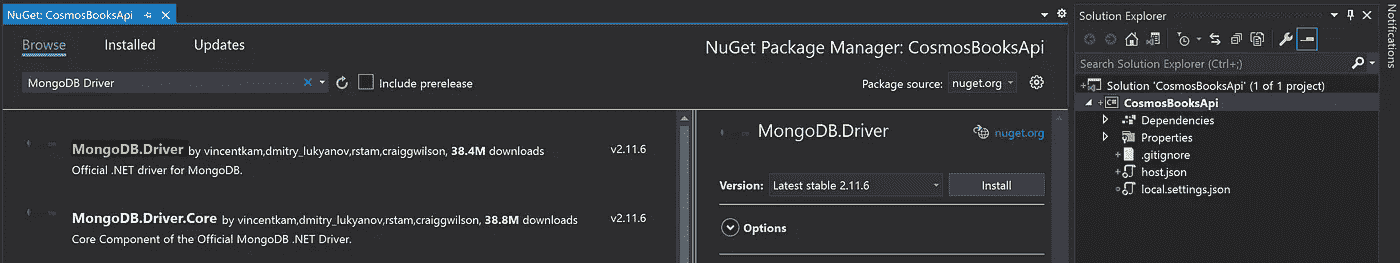 NuGet: CosmosBooksApi
Browse Installed Updates
NuGet Package Manager: CosmosBooksApi
MongoDB Driver
Include prerelease
Package source: nuget.org
MongoDB.Driver by vincentkam,dmitry_lukyanov,rstam,craiggwilson, 38.4M downloads
v2.11.6
Official .NET driver for MongoDB.
MongoDB.Driver.Core by vincentkam,dmitry_lukyanov,rstam,craiggwilson, 38.8M downloads
v2.11.6
Core Component of the Official MongoDB .NET Driver.
MongoDB.Driver
nuget.org
Version: Latest stable 2.11.6
Install
Options
Solution Explorer
Search Solution Explorer (Ctrl+;)
Solution 'CosmosBooksApi' (1 of 1 project)
C# CosmosBooksApi
Dependencies
Properties
.gitignore
host.json
local.settings.json
Notifications